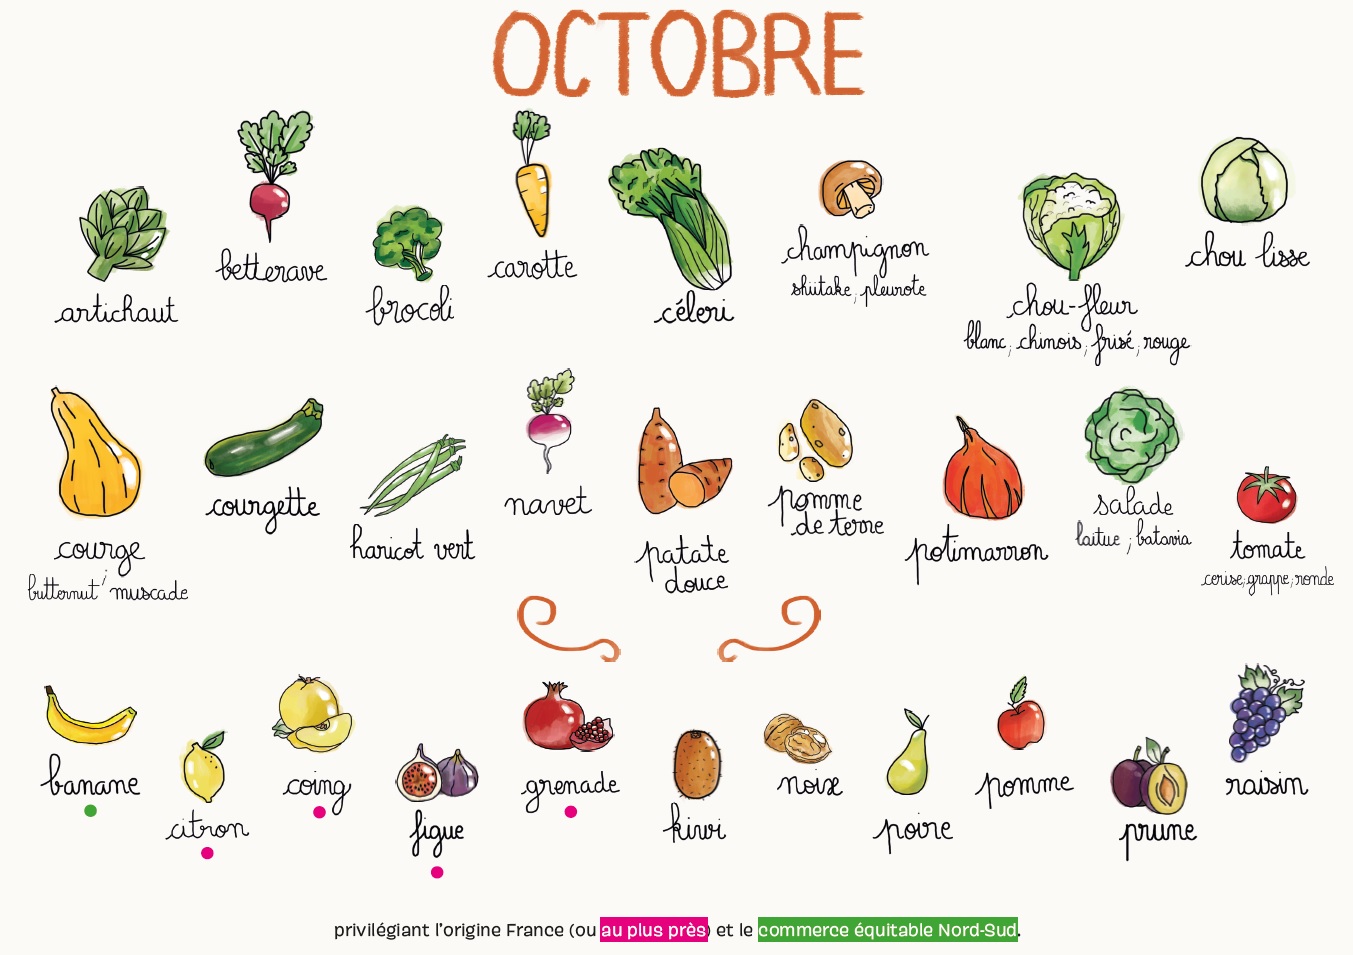 OCTOBRE
artichaut
betterave
brocoli
carotte
céleri
champignon
shiitake, pleurote
chou-fleur
blanc, chinois, frisé, rouge
chou lisse
courge
butternut, muscade
courgette
haricot vert
navet
patate
douce
pomme
de terre
potimarron
salade
laitue, batavia
tomate
cerise, grappe, ronde
banane
citron
coing
figue
grenade
kiwi
noix
poire
pomme
prune
raisin
privilégiant l'origine France (ou au plus près) et le commerce équitable Nord-Sud.